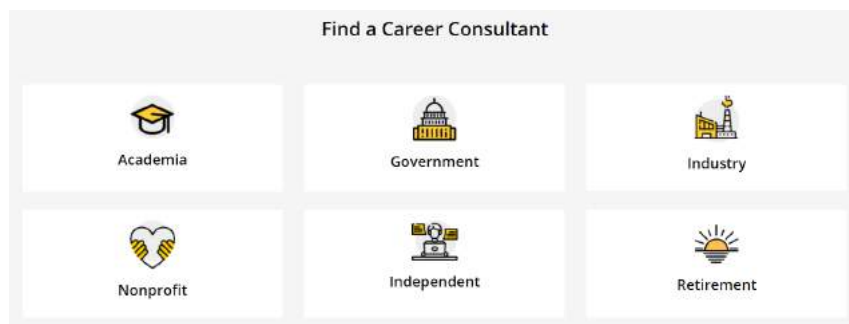 Find a Career Consultant
Academia
Government
Industry
Nonprofit
Independent
Retirement